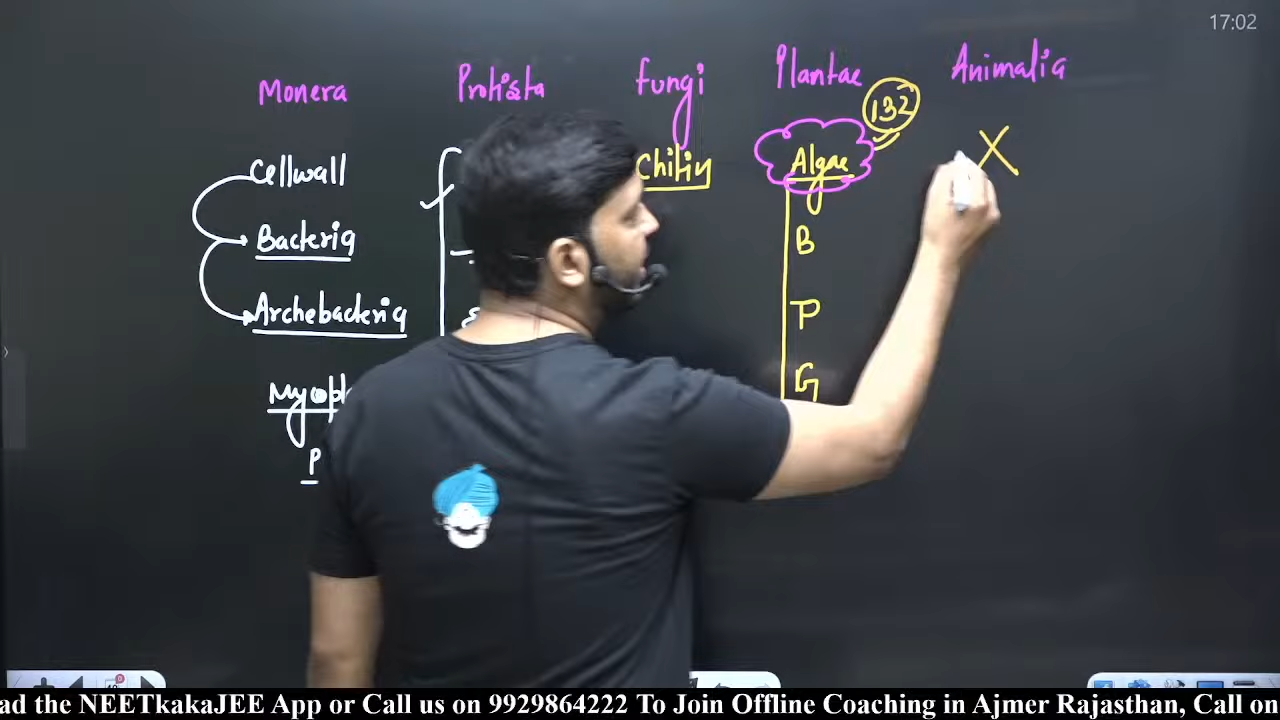 17:02
Monera
Protista
Fungi
Plantae
Animalia
132
Cellwall
Chitin
Algae
X
Bacteria
B
Archebacteria
P
G
P
ad the NEETkakaJEE App or Call us on 9929864222 To Join Offline Coaching in Ajmer Rajasthan, Call on